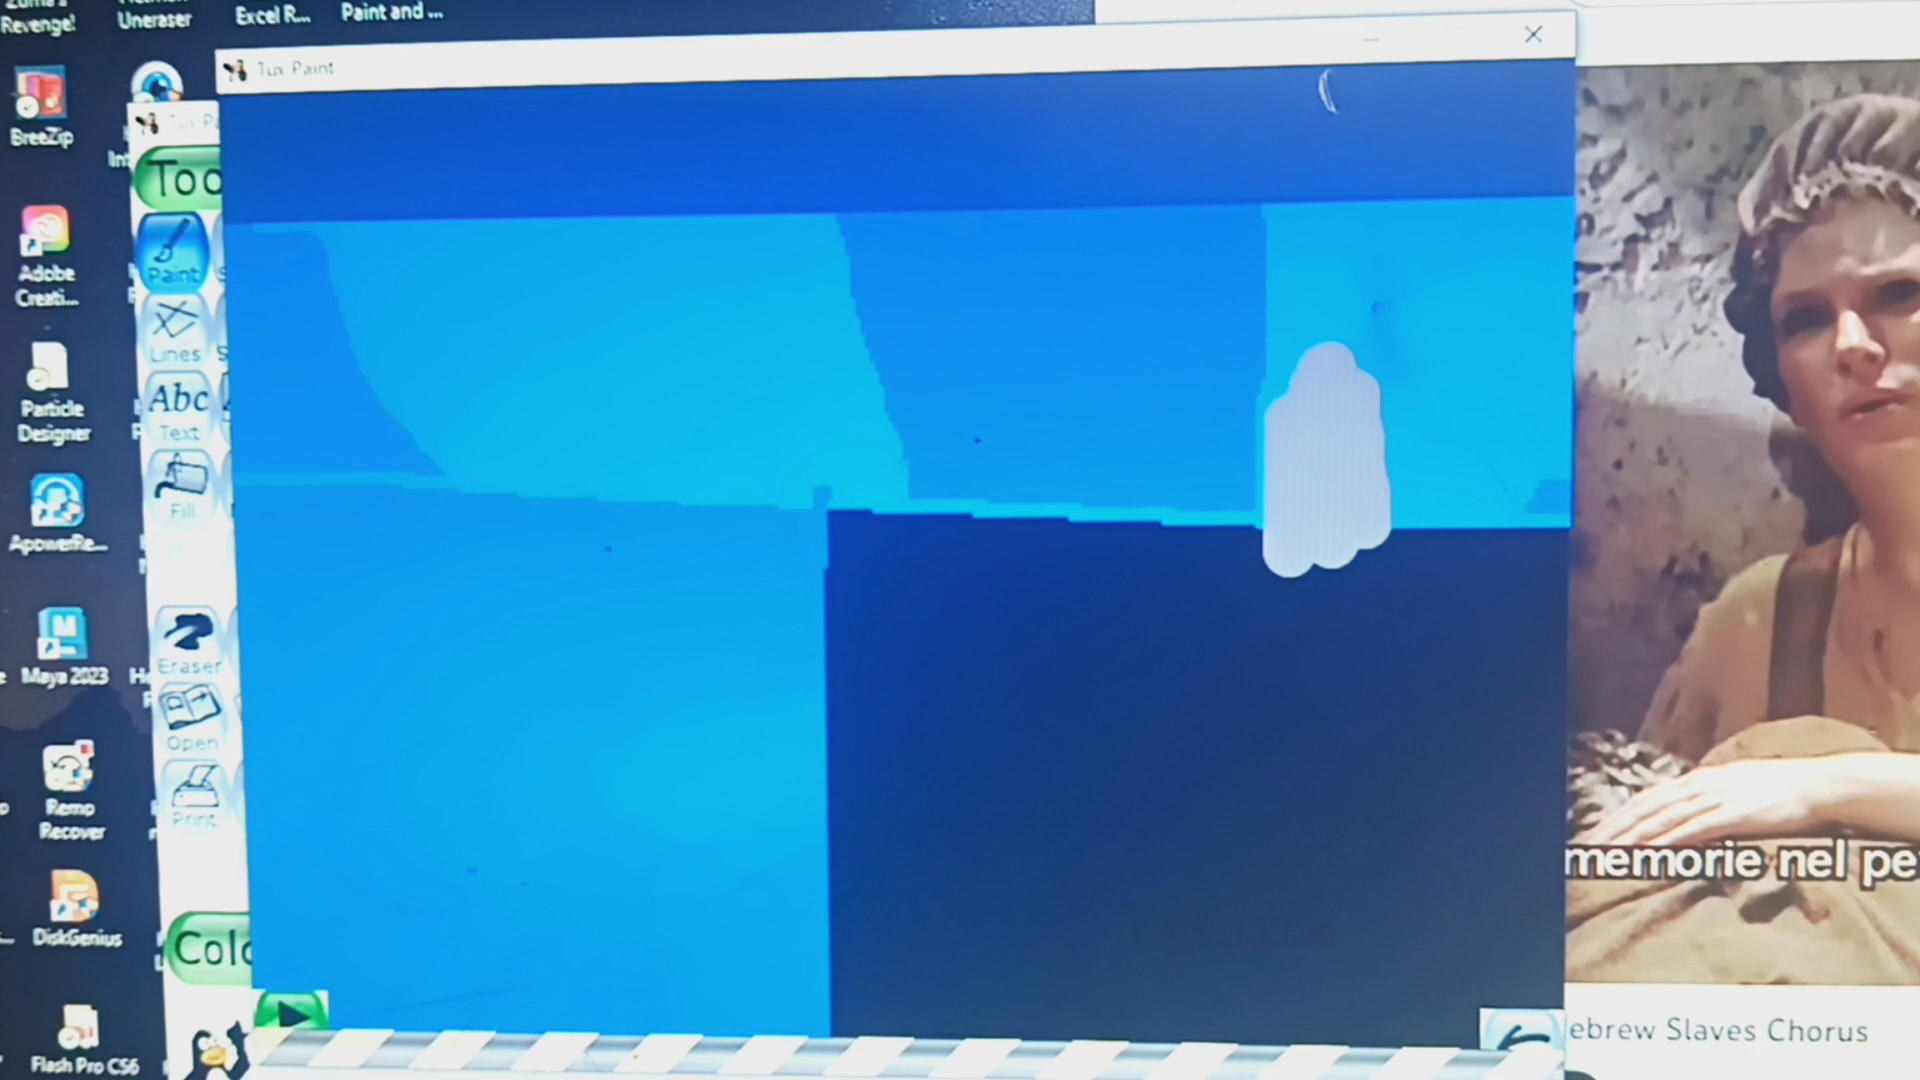 Revenge!
Uneraser
Excel R...
Paint and ...
Tux Paint
BreeZip
Too
Paint
Adobe
Creati...
Lines
Abc
Text
Particle
Designer
Fill
ApowerRe...
Eraser
Maya 2023
Open
Remo
Recover
Print
memorie nel pe
DiskGenius
Colo
ebrew Slaves Chorus
Flash Pro CS6